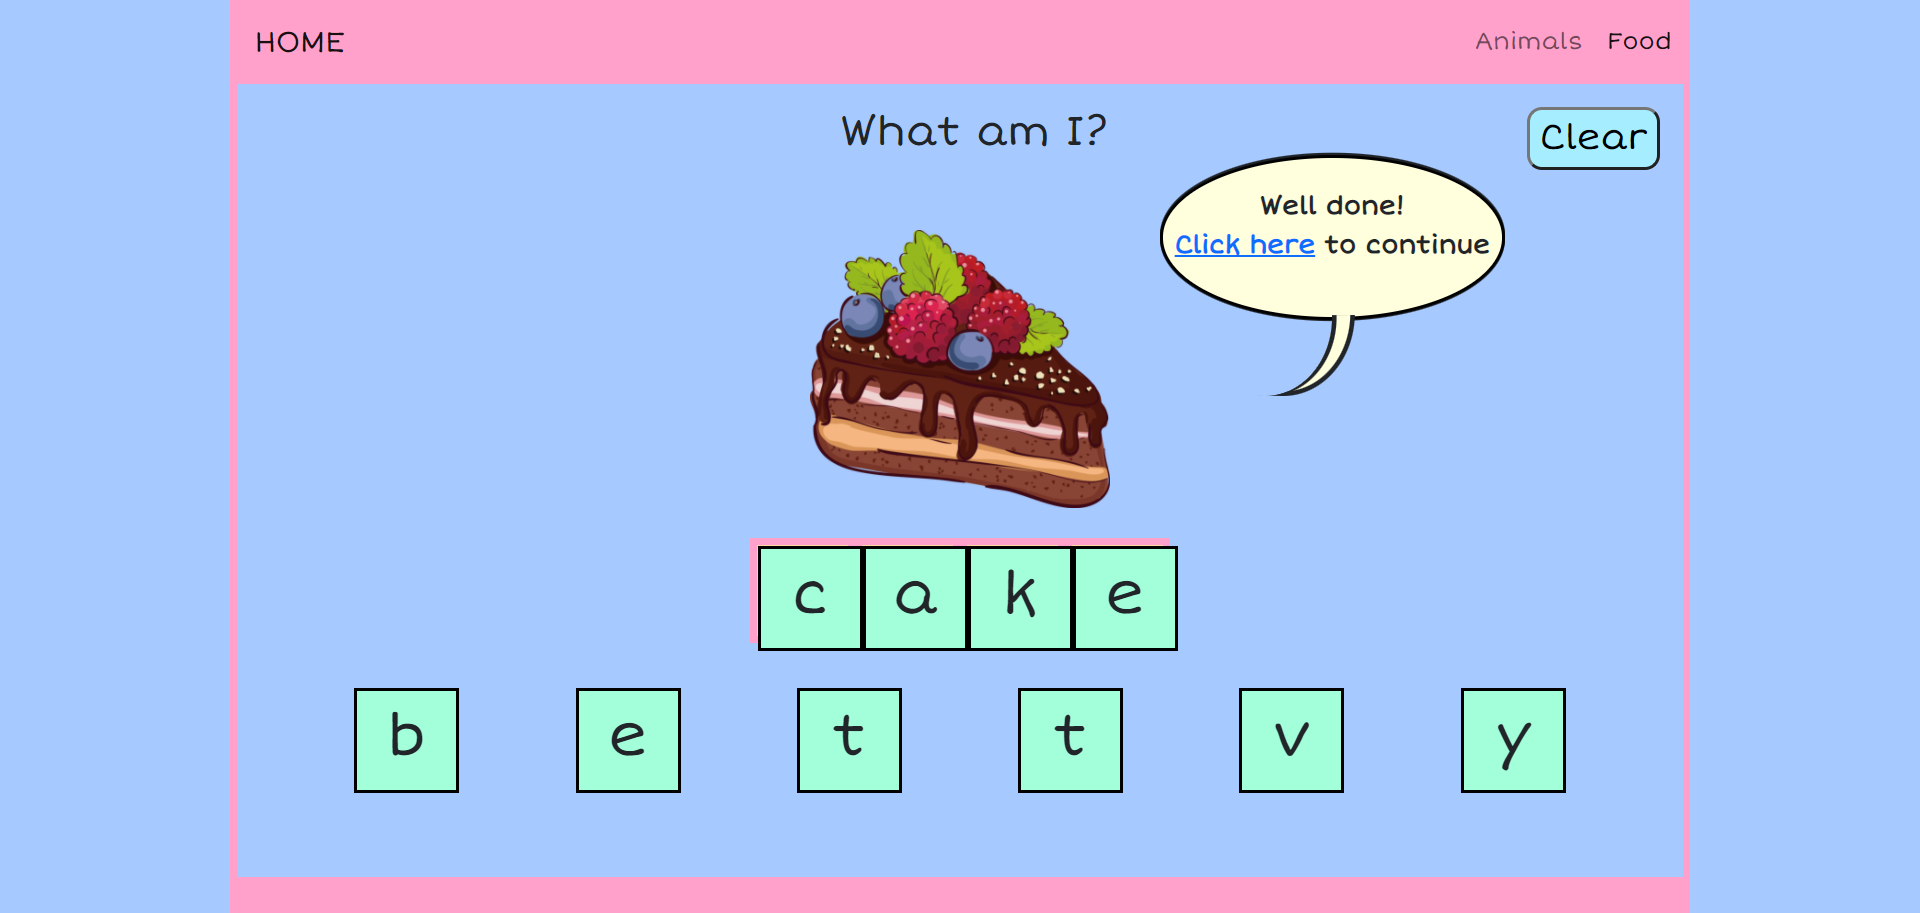 HOME
Animals Food
What am I?
Clear
Well done!
Click here to continue
c a k e
b e t t v y